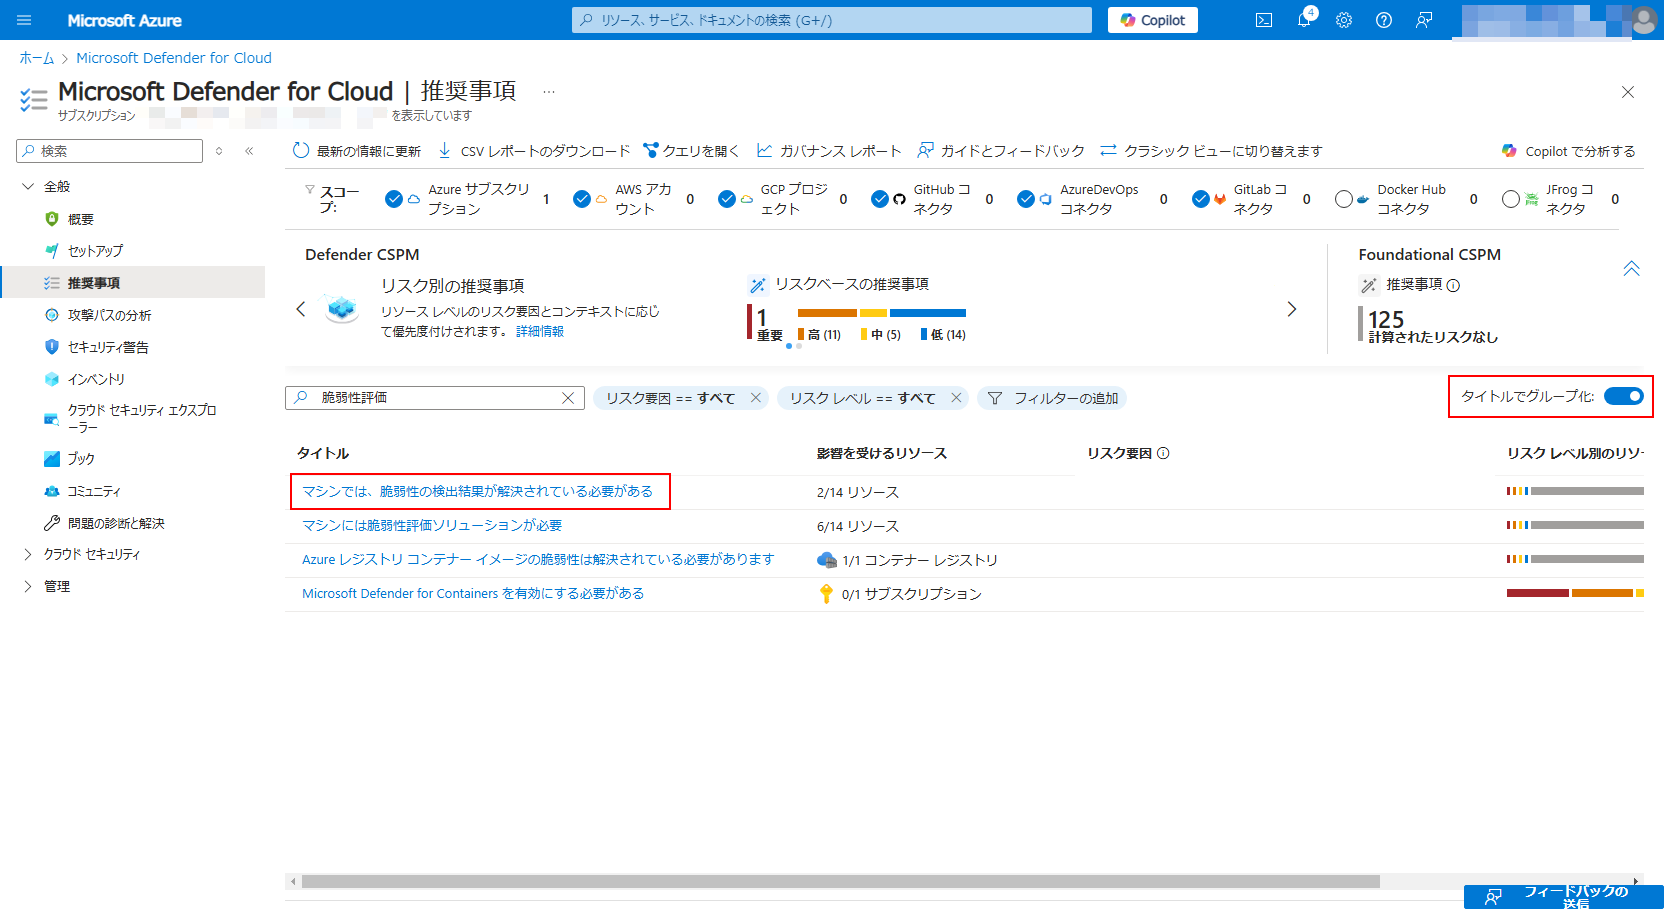 Microsoft Azure
リソース、サービス、ドキュメントの検索 (G+/)
Copilot
4
ホーム > Microsoft Defender for Cloud
Microsoft Defender for Cloud | 推奨事項 …
サブスクリプション
を表示しています
検索
全般
概要
セットアップ
推奨事項
攻撃パスの分析
セキュリティ警告
インベントリ
クラウド セキュリティ エクスプロ
ーラー
ブック
コミュニティ
問題の診断と解決
クラウド セキュリティ
管理
最新の情報に更新
CSV レポートのダウンロード
クエリを開く
ガバナンス レポート
ガイドとフィードバック
クラシック ビューに切り替えます
Copilot で分析する
スコー
プ:
Azure サブスクリ
プション
1
AWS アカ
ウント
0
GCP プロジ
ェクト
0
GitHub コ
ネクタ
0
AzureDevOps
コネクタ
0
GitLab コ
ネクタ
0
Docker Hub
コネクタ
0
JFrog コ
ネクタ
0
Defender CSPM
リスク別の推奨事項
リソース レベルのリスク要因とコンテキストに応じ
て優先度付けされます。 詳細情報
リスクベースの推奨事項
1
重要
高 (11)
中 (5)
低 (14)
Foundational CSPM
推奨事項
125
計算されたリスクなし
脆弱性評価
リスク要因 == すべて
リスク レベル == すべて
フィルターの追加
タイトルでグループ化:
タイトル
影響を受けるリソース
リスク要因
リスク レベル別のリソー
マシンでは、脆弱性の検出結果が解決されている必要がある
2/14 リソース
マシンには脆弱性評価ソリューションが必要
6/14 リソース
Azure レジストリ コンテナー イメージの脆弱性は解決されている必要があります
1/1 コンテナー レジストリ
Microsoft Defender for Containers を有効にする必要がある
0/1 サブスクリプション
フィードバックの
送信